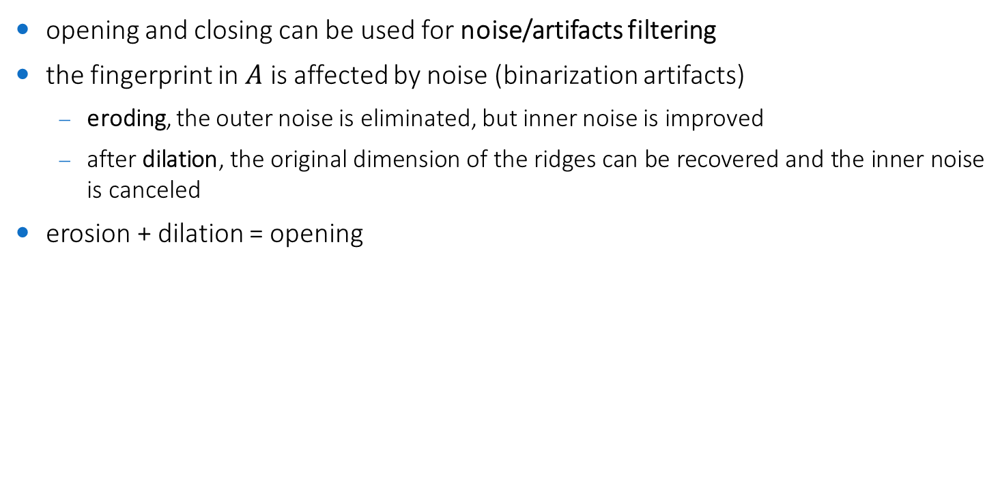 • opening and closing can be used for noise/artifacts filtering
• the fingerprint in A is affected by noise (binarization artifacts)
– eroding, the outer noise is eliminated, but inner noise is improved
– after dilation, the original dimension of the ridges can be recovered and the inner noise
is canceled
• erosion + dilation = opening